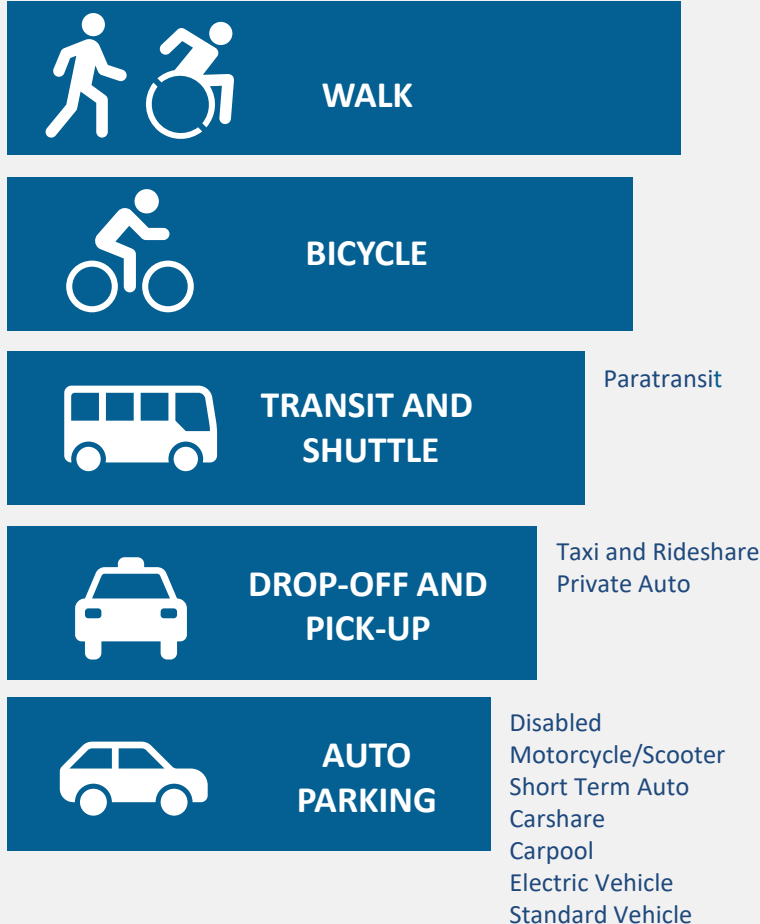 WALK
BICYCLE
TRANSIT AND
SHUTTLE
Paratransit
DROP-OFF AND
PICK-UP
Taxi and Rideshare
Private Auto
AUTO
PARKING
Disabled
Motorcycle/Scooter
Short Term Auto
Carshare
Carpool
Electric Vehicle
Standard Vehicle